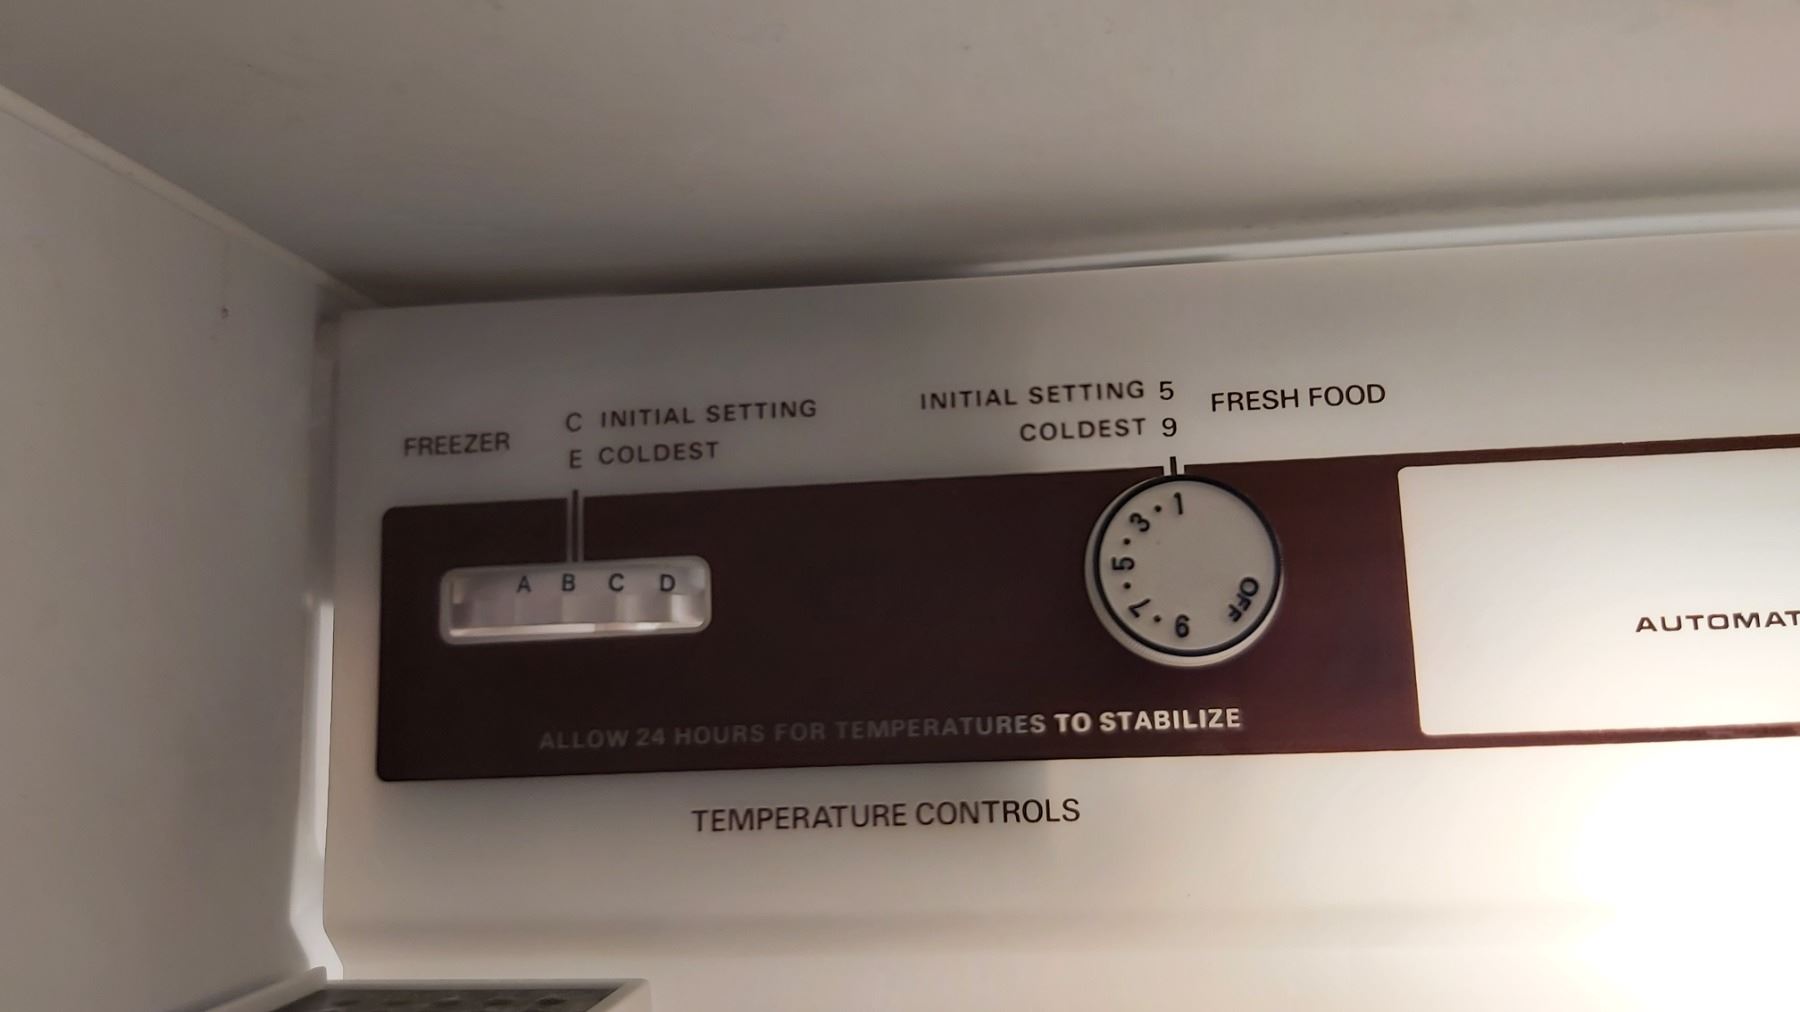 FREEZER
C INITIAL SETTING
E COLDEST
INITIAL SETTING 5
COLDEST 9
FRESH FOOD
A B C D
1 · 3 · 5 · 7 · 9
OFF
ALLOW 24 HOURS FOR TEMPERATURES TO STABILIZE
TEMPERATURE CONTROLS
AUTOMAT